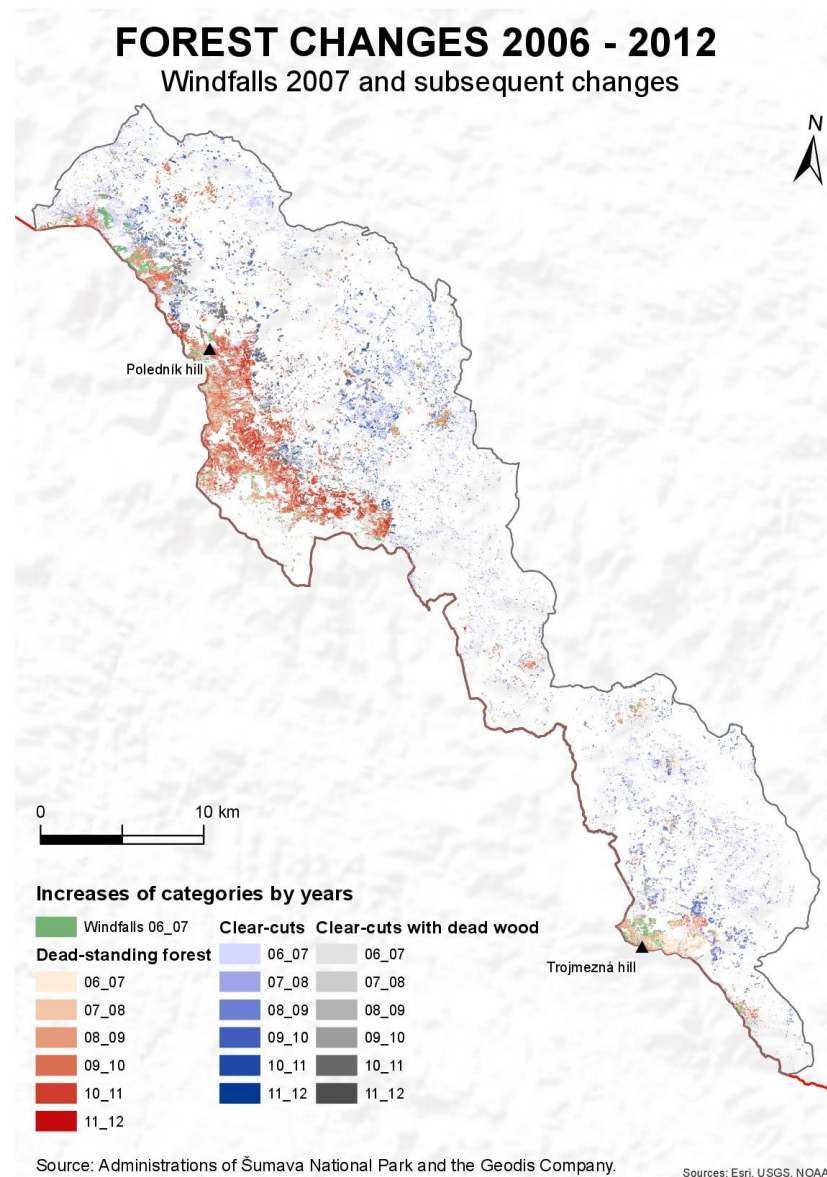 FOREST CHANGES 2006 - 2012
Windfalls 2007 and subsequent changes
N
Poledník hill
0 10 km
Trojmezná hill
Increases of categories by years
Windfalls 06_07
Dead-standing forest
06_07
07_08
08_09
09_10
10_11
11_12
Clear-cuts
06_07
07_08
08_09
09_10
10_11
11_12
Clear-cuts with dead wood
06_07
07_08
08_09
09_10
10_11
11_12
Source: Administrations of Šumava National Park and the Geodis Company.
Sources: Esri, USGS, NOAA